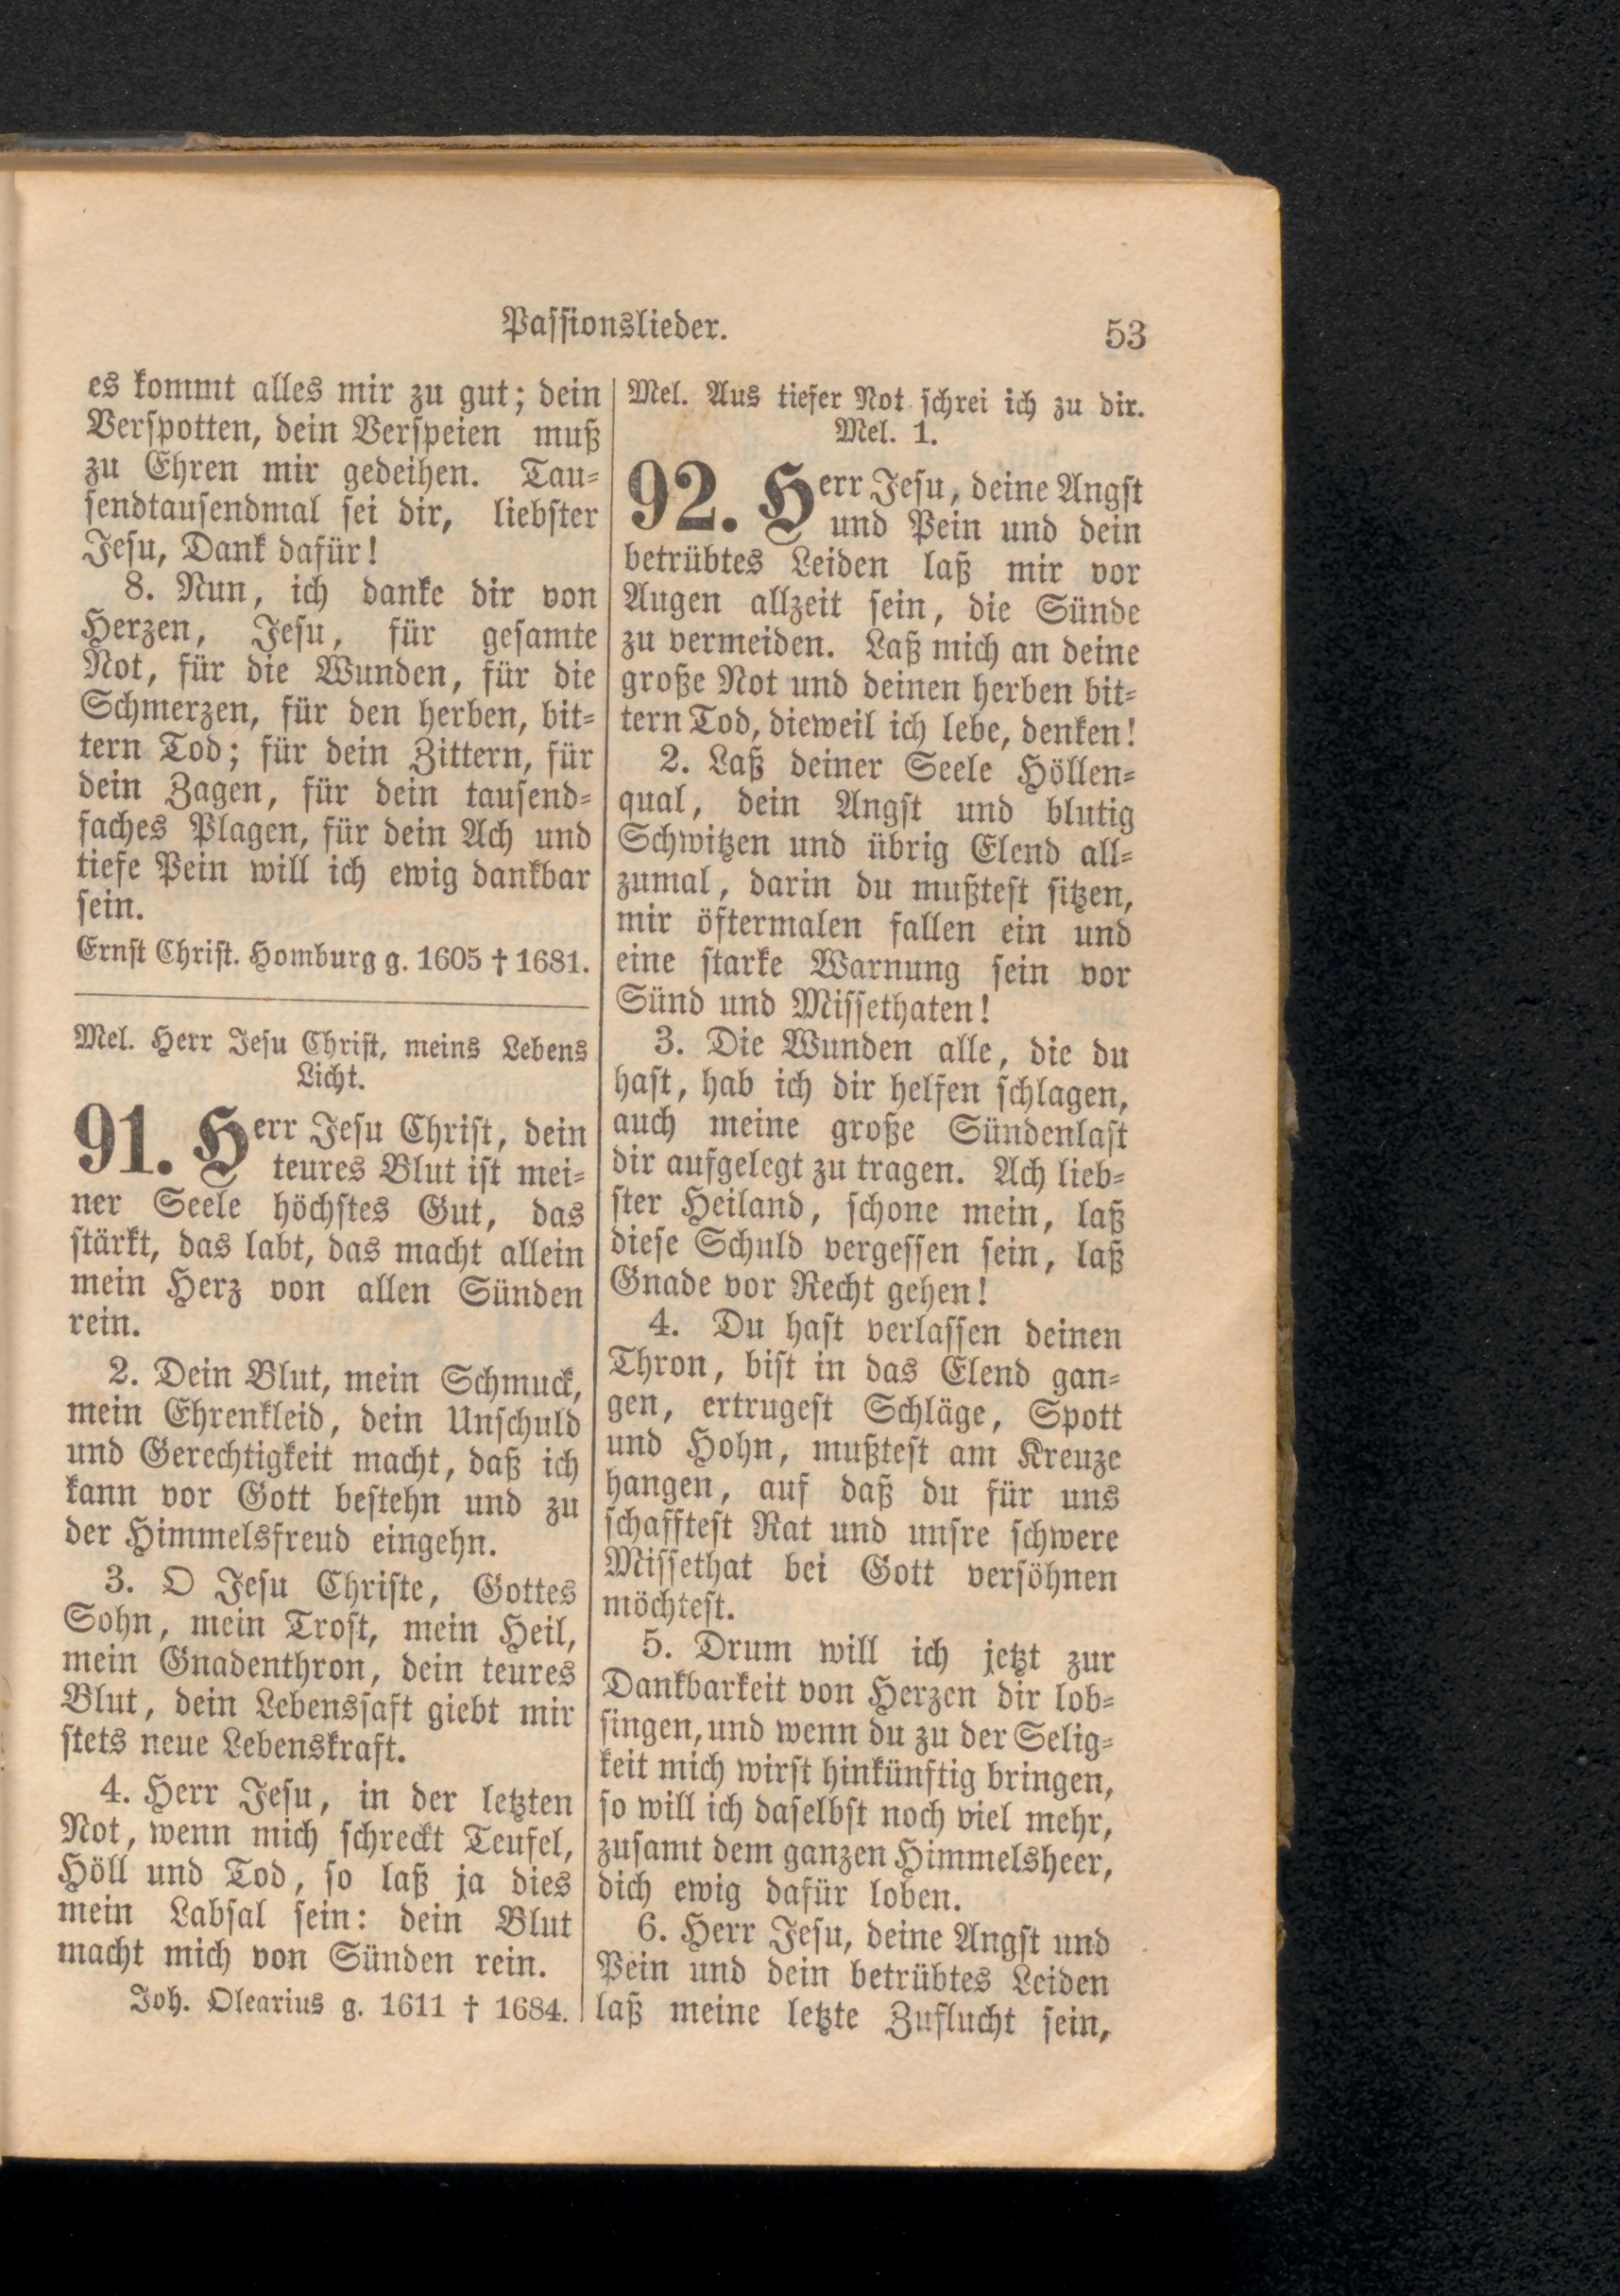 Passionslieder.
53
es kommt alles mir zu gut; dein
Verspotten, dein Verspeien muß
zu Ehren mir gedeihen. Tau-
sendtausendmal sei dir, liebster
Jesu, Dank dafür!
8. Nun, ich danke dir von
Herzen, Jesu, für gesamte
Not, für die Wunden, für die
Schmerzen, für den herben, bit-
tern Tod; für dein Zittern, für
dein Zagen, für dein tausend-
faches Plagen, für dein Ach und
tiefe Pein will ich ewig dankbar
sein.
Ernst Christ. Homburg g. 1605 † 1681.
Mel. Herr Jesu Christ, meins Lebens
Licht.
91. Herr Jesu Christ, dein
teures Blut ist mei-
ner Seele höchstes Gut, das
stärkt, das labt, das macht allein
mein Herz von allen Sünden
rein.
2. Dein Blut, mein Schmuck,
mein Ehrenkleid, dein Unschuld
und Gerechtigkeit macht, daß ich
kann vor Gott bestehn und zu
der Himmelsfreud eingehn.
3. O Jesu Christe, Gottes
Sohn, mein Trost, mein Heil,
mein Gnadenthron, dein teures
Blut, dein Lebenssaft giebt mir
stets neue Lebenskraft.
4. Herr Jesu, in der letzten
Not, wenn mich schreckt Teufel,
Höll und Tod, so laß ja dies
mein Labsal sein: dein Blut
macht mich von Sünden rein.
Joh. Olearius g. 1611 † 1684.
Mel. Aus tiefer Not schrei ich zu dir.
Mel. 1.
92. Herr Jesu, deine Angst
und Pein und dein
betrübtes Leiden laß mir vor
Augen allzeit sein, die Sünde
zu vermeiden. Laß mich an deine
große Not und deinen herben bit-
tern Tod, dieweil ich lebe, denken!
2. Laß deiner Seele Höllen-
qual, dein Angst und blutig
Schwitzen und übrig Elend all-
zumal, darin du mußtest sitzen,
mir öftermalen fallen ein und
eine starke Warnung sein vor
Sünd und Missethaten!
3. Die Wunden alle, die du
hast, hab ich dir helfen schlagen,
auch meine große Sündenlast
dir aufgelegt zu tragen. Ach lieb-
ster Heiland, schone mein, laß
diese Schuld vergessen sein, laß
Gnade vor Recht gehen!
4. Du hast verlassen deinen
Thron, bist in das Elend gan-
gen, ertrugest Schläge, Spott
und Hohn, mußtest am Kreuze
hangen, auf daß du für uns
schafftest Rat und unsre schwere
Missethat bei Gott versöhnen
möchtest.
5. Drum will ich jetzt zur
Dankbarkeit von Herzen dir lob-
singen, und wenn du zu der Selig-
keit mich wirst hinkünftig bringen,
so will ich daselbst noch viel mehr,
zusamt dem ganzen Himmelsheer,
dich ewig dafür loben.
6. Herr Jesu, deine Angst und
Pein und dein betrübtes Leiden
laß meine letzte Zuflucht sein,